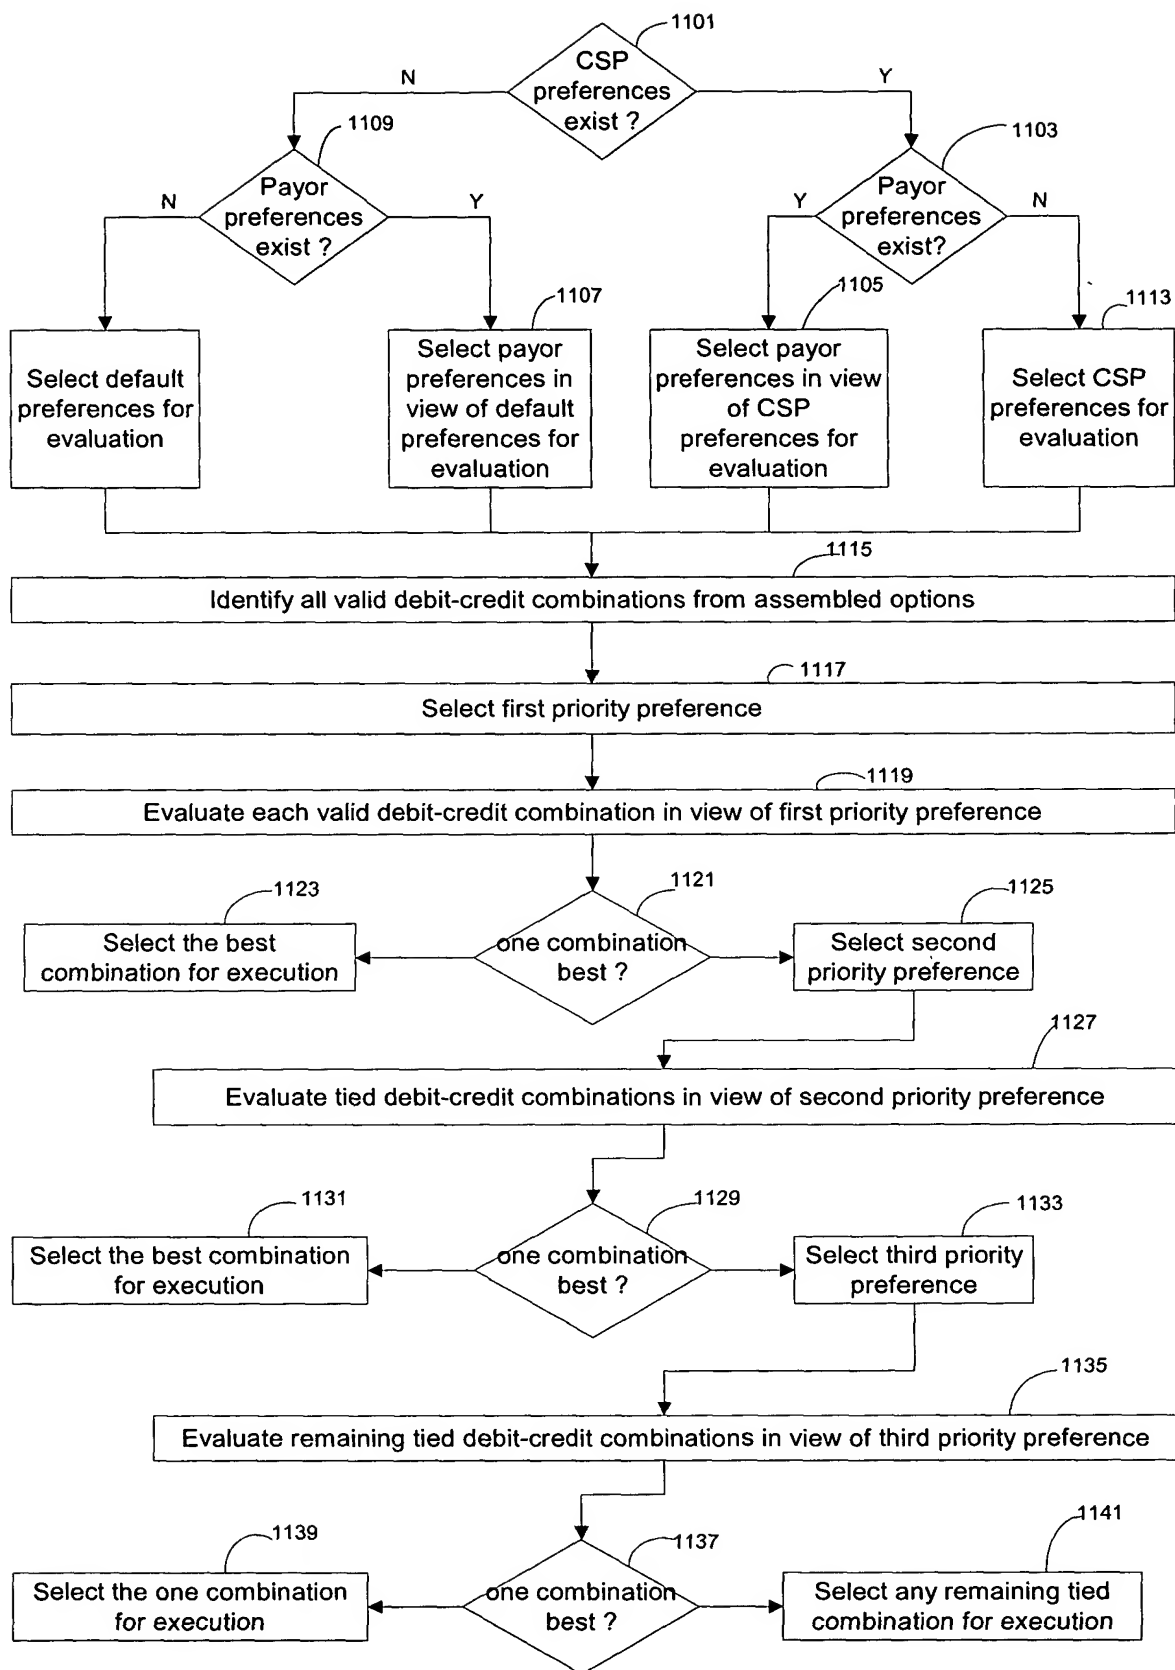 1101
CSP
preferences
exist ?
N
Y
1109
1103
Payor
preferences
exist ?
N
Y
Payor
preferences
exist?
Y
N
1107
1105
1113
Select default
preferences for
evaluation
Select payor
preferences in
view of default
preferences for
evaluation
Select payor
preferences in view
of CSP
preferences for
evaluation
Select CSP
preferences for
evaluation
1115
Identify all valid debit-credit combinations from assembled options
1117
Select first priority preference
1119
Evaluate each valid debit-credit combination in view of first priority preference
1123
1121
1125
Select the best
combination for execution
one combination
best ?
Select second
priority preference
1127
Evaluate tied debit-credit combinations in view of second priority preference
1131
1129
1133
Select the best combination
for execution
one combination
best ?
Select third priority
preference
1135
Evaluate remaining tied debit-credit combinations in view of third priority preference
1139
1137
1141
Select the one combination
for execution
one combination
best ?
Select any remaining tied
combination for execution